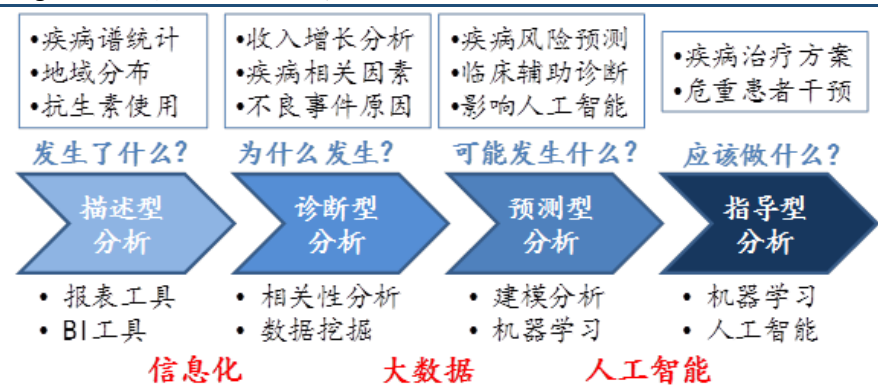 •疾病谱统计
•地域分布
•抗生素使用
•收入增长分析
•疾病相关因素
•不良事件原因
•疾病风险预测
•临床辅助诊断
•影响人工智能
•疾病治疗方案
•危重患者干预
发生了什么?
为什么发生?
可能发生什么?
应该做什么?
描述型
分析
诊断型
分析
预测型
分析
指导型
分析
• 报表工具
• BI工具
• 相关性分析
• 数据挖掘
• 建模分析
• 机器学习
• 机器学习
• 人工智能
信息化
大数据
人工智能